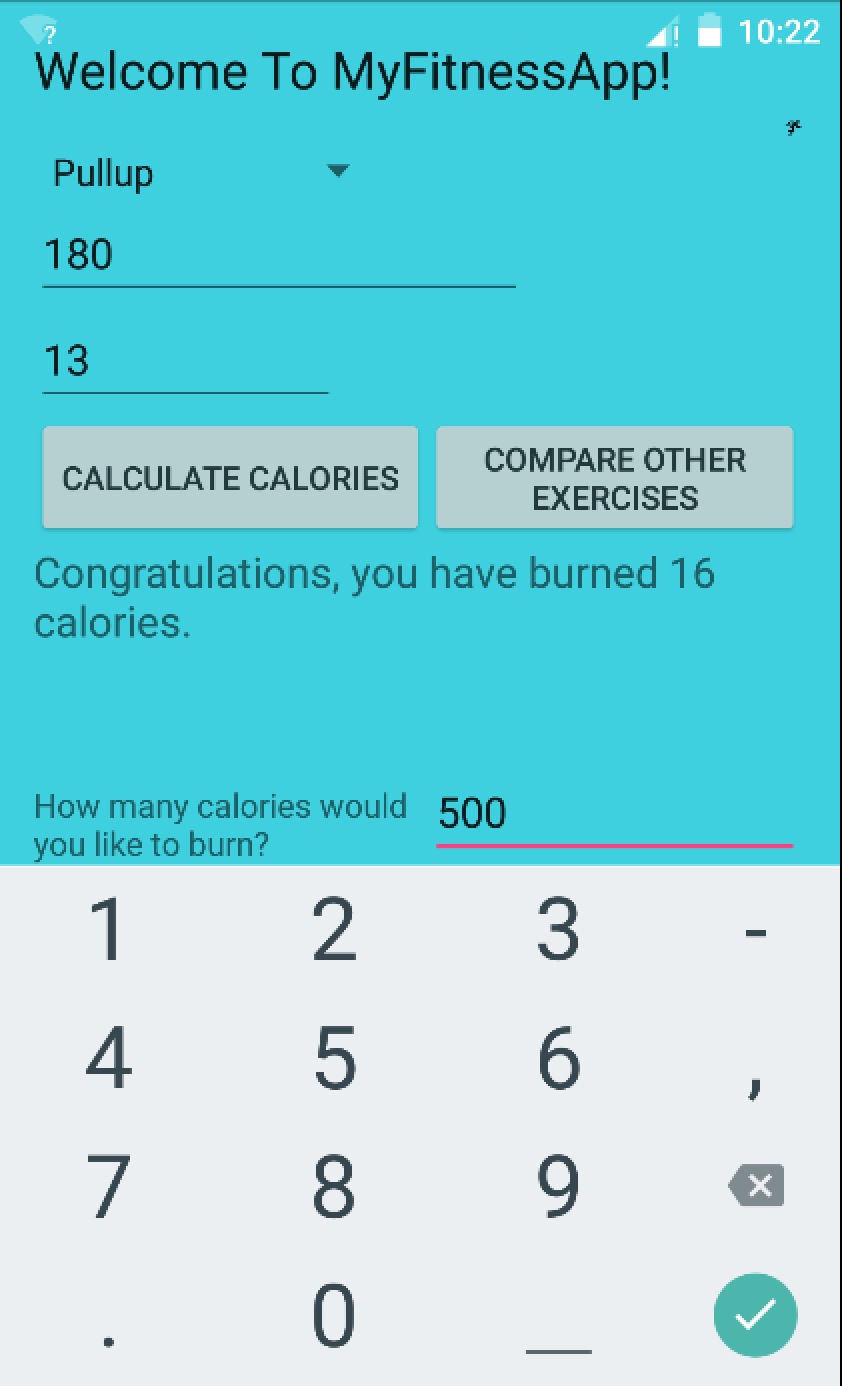 10:22
Welcome To MyFitnessApp!
Pullup
180
13
CALCULATE CALORIES
COMPARE OTHER
EXERCISES
Congratulations, you have burned 16
calories.
How many calories would
you like to burn?
500
1 2 3 -
4 5 6 ,
7 8 9
. 0 _